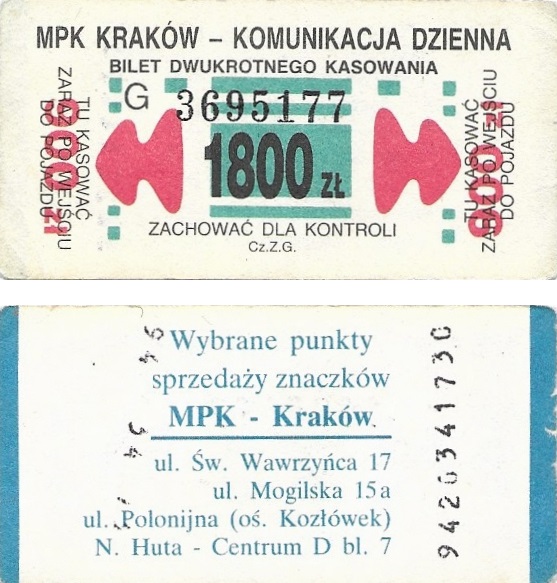 MPK KRAKÓW – KOMUNIKACJA DZIENNA
BILET DWUKROTNEGO KASOWANIA
G 3695177
1800 ZŁ
TU KASOWAĆ
ZARAZ PO WEJŚCIU
DO POJAZDU
TU KASOWAĆ
ZARAZ PO WEJŚCIU
DO POJAZDU
ZACHOWAĆ DLA KONTROLI
Cz.Z.G.
Wybrane punkty
sprzedaży znaczków
MPK - Kraków
ul. Św. Wawrzyńca 17
ul. Mogilska 15a
ul. Polonijna (oś. Kozłówek)
N. Huta - Centrum D bl. 7
9420341730